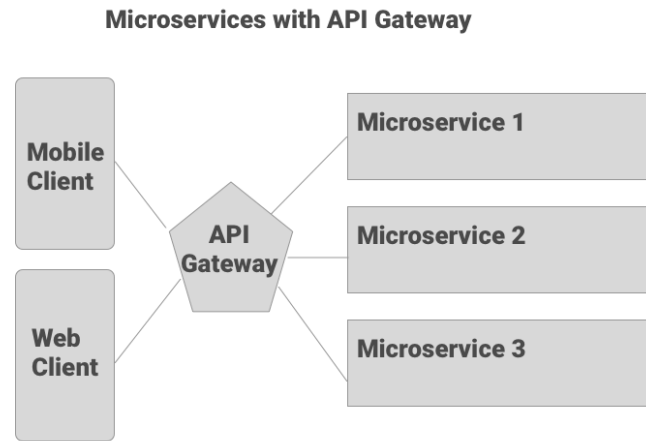 Microservices with API Gateway
Mobile
Client
Web
Client
API
Gateway
Microservice 1
Microservice 2
Microservice 3